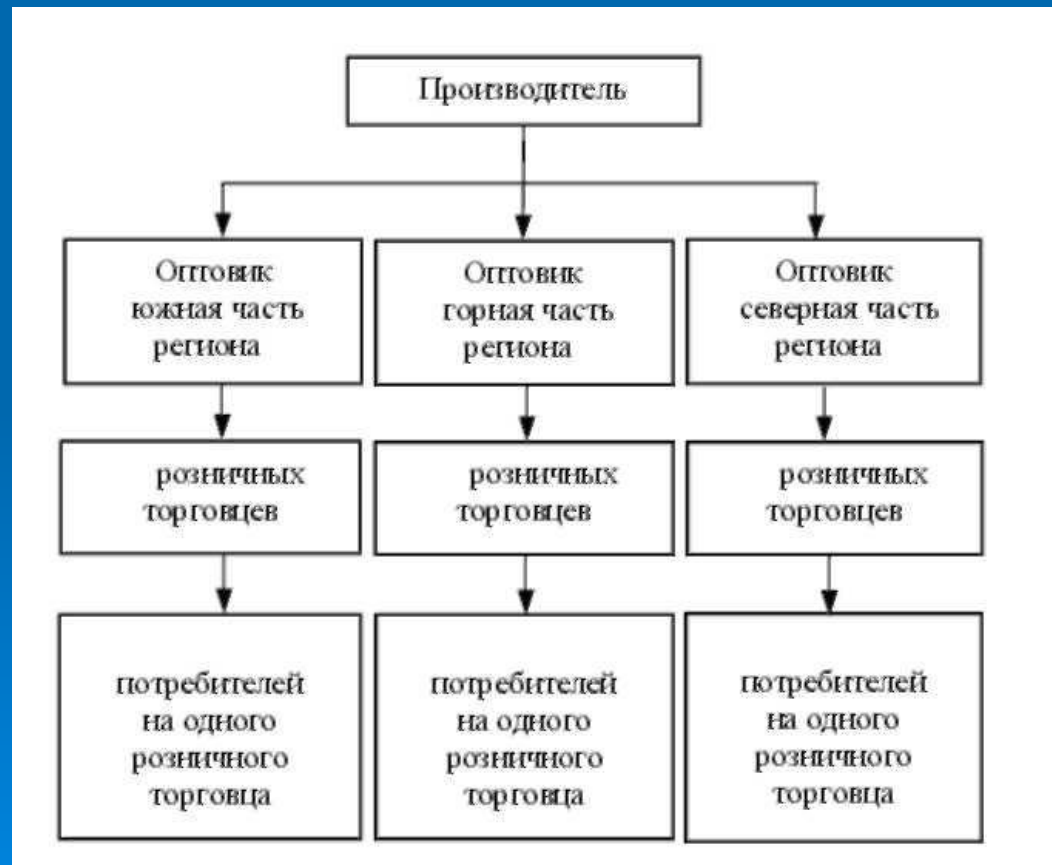 Производитель
Оптовик
южная часть
региона
Оптовик
горная часть
региона
Оптовик
северная часть
региона
розничных
торговцев
розничных
торговцев
розничных
торговцев
потребителей
на одного
розничного
торговца
потребителей
на одного
розничного
торговца
потребителей
на одного
розничного
торговца